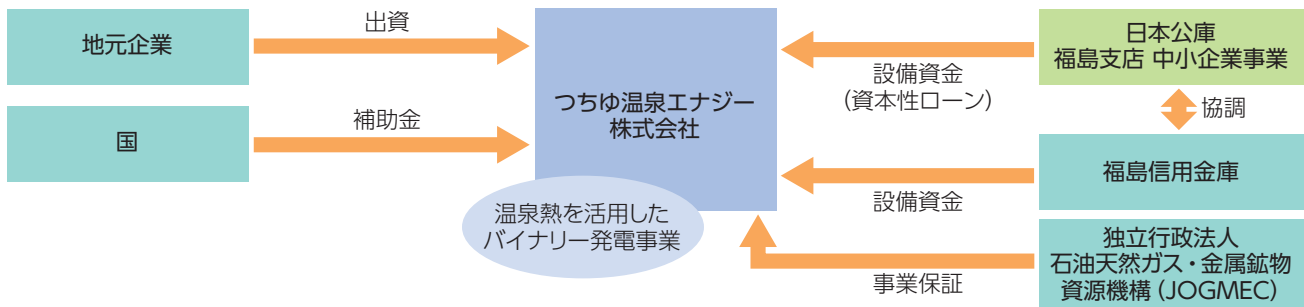 地元企業
出資
国
補助金
つちゆ温泉エナジー
株式会社
温泉熱を活用した
バイナリー発電事業
日本公庫
福島支店 中小企業事業
設備資金
（資本性ローン）
協調
福島信用金庫
設備資金
独立行政法人
石油天然ガス・金属鉱物
資源機構（JOGMEC）
事業保証